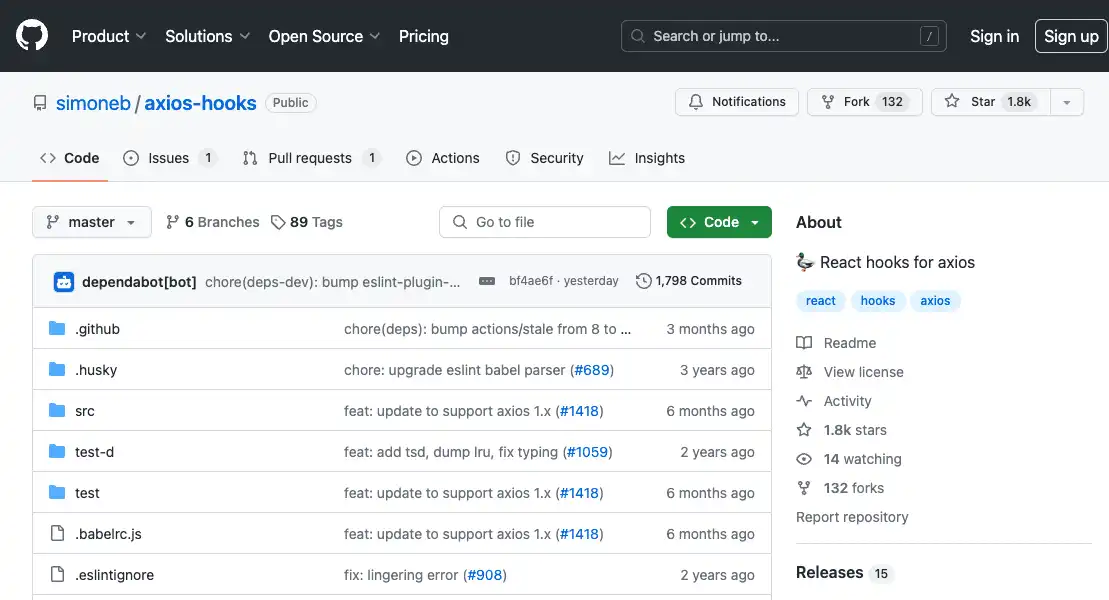 Product Solutions Open Source Pricing Search or jump to... / Sign in Sign up
simoneb / axios-hooks Public Notifications Fork 132 Star 1.8k
Code Issues 1 Pull requests 1 Actions Security Insights
master 6 Branches 89 Tags Go to file Code
dependabot[bot] chore(deps-dev): bump eslint-plugin-... bf4ae6f · yesterday 1,798 Commits
.github chore(deps): bump actions/stale from 8 to ... 3 months ago
.husky chore: upgrade eslint babel parser (#689) 3 years ago
src feat: update to support axios 1.x (#1418) 6 months ago
test-d feat: add tsd, dump lru, fix typing (#1059) 2 years ago
test feat: update to support axios 1.x (#1418) 6 months ago
.babelrc.js feat: update to support axios 1.x (#1418) 6 months ago
.eslintignore fix: lingering error (#908) 2 years ago
About
🦆 React hooks for axios
react hooks axios
Readme
View license
Activity
1.8k stars
14 watching
132 forks
Report repository
Releases 15